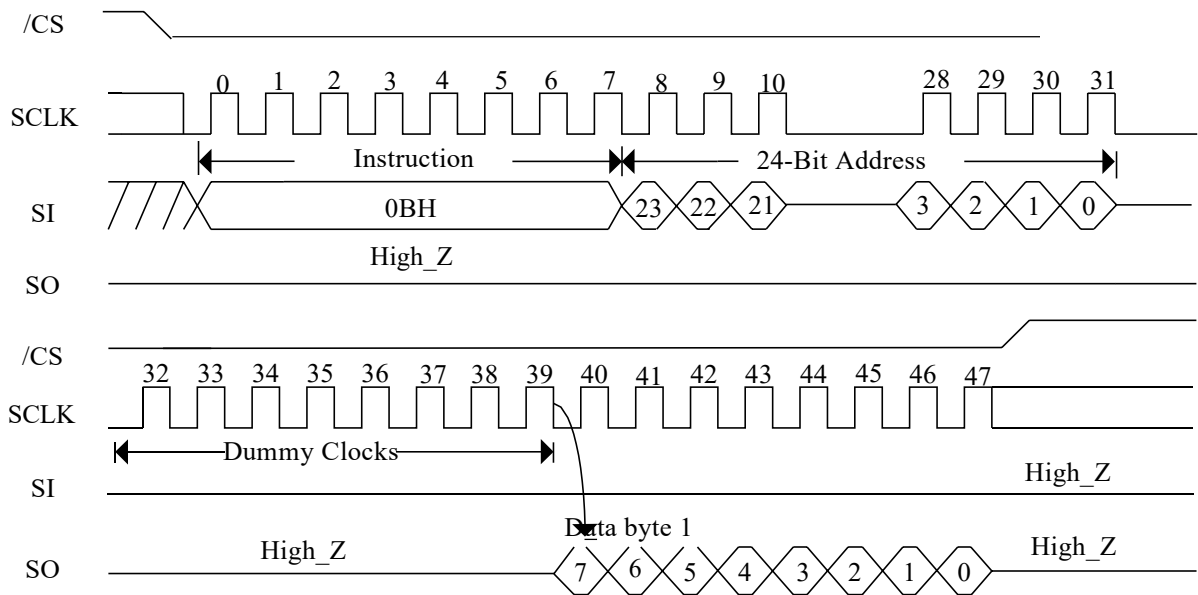 /CS
0 1 2 3 4 5 6 7 8 9 10 28 29 30 31
SCLK
Instruction 24-Bit Address
SI 0BH 23 22 21 3 2 1 0
High_Z
SO
/CS
32 33 34 35 36 37 38 39 40 41 42 43 44 45 46 47
SCLK
Dummy Clocks
SI High_Z
Data byte 1
SO High_Z 7 6 5 4 3 2 1 0 High_Z